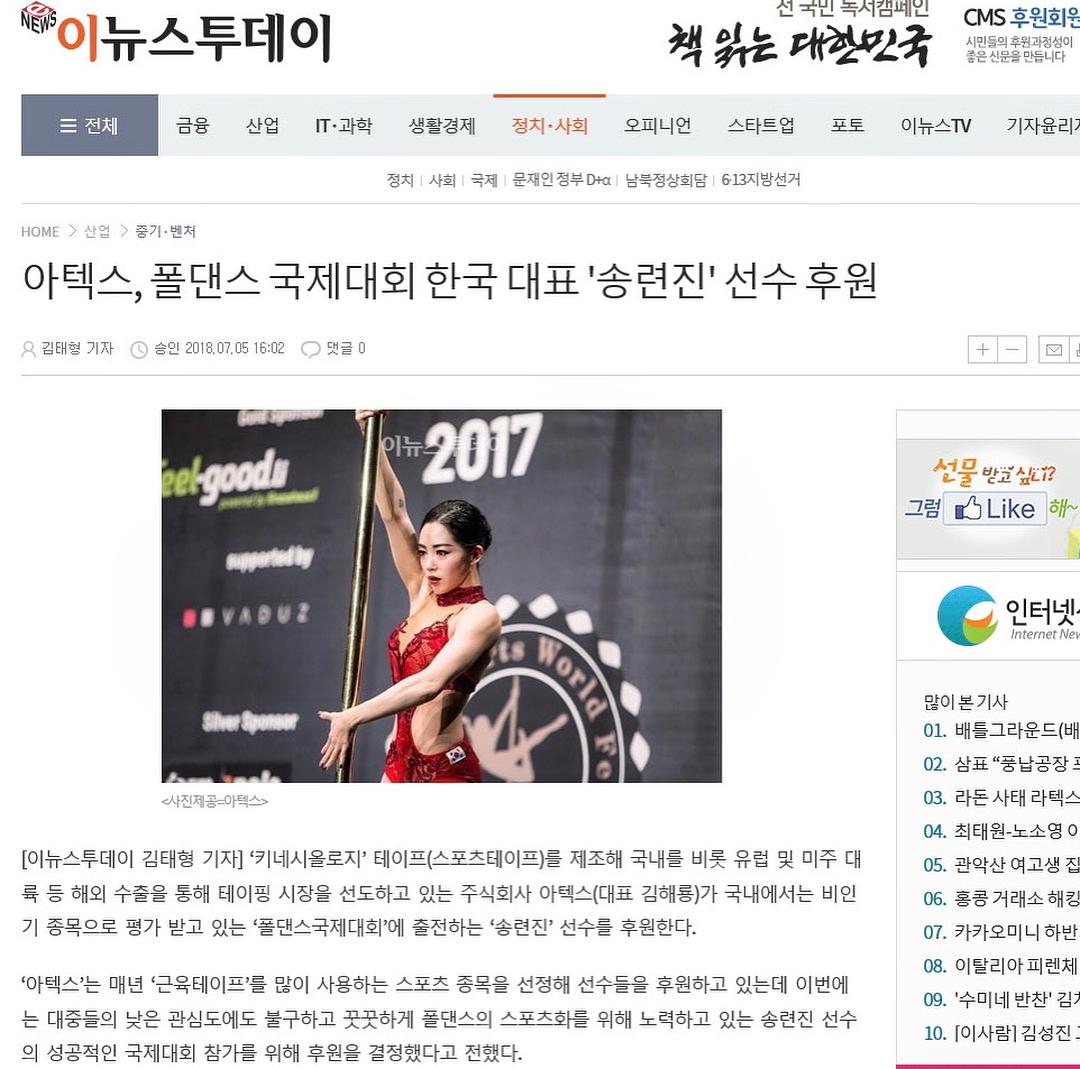 NEWS
이뉴스투데이
전 국민 독서캠페인
책 읽는 대한민국
CMS 후원회원
시민들의 후원과정성이
좋은 신문을 만듭니다
전체 금융 산업 IT·과학 생활경제 정치·사회 오피니언 스타트업 포토 이뉴스TV 기자윤리
정치 사회 국제 문재인 정부 D+α 남북정상회담 6·13지방선거
HOME 산업 중기·벤처
아텍스, 폴댄스 국제대회 한국 대표 '송련진' 선수 후원
김태형 기자 승인 2018.07.05 16:02 댓글 0
Gold Sponsor
이뉴스투데이
2017
eel-good.li
supported by
VADUZ
Silver Sponsor
rts World Fe
<사진제공=아텍스>
[이뉴스투데이 김태형 기자] ‘키네시올로지’ 테이프(스포츠테이프)를 제조해 국내를 비롯 유럽 및 미주 대
륙 등 해외 수출을 통해 테이핑 시장을 선도하고 있는 주식회사 아텍스(대표 김해룡)가 국내에서는 비인
기 종목으로 평가 받고 있는 ‘폴댄스국제대회’에 출전하는 ‘송련진’ 선수를 후원한다.
‘아텍스’는 매년 ‘근육테이프’를 많이 사용하는 스포츠 종목을 선정해 선수들을 후원하고 있는데 이번에
는 대중들의 낮은 관심도에도 불구하고 꿋꿋하게 폴댄스의 스포츠화를 위해 노력하고 있는 송련진 선수
의 성공적인 국제대회 참가를 위해 후원을 결정했다고 전했다.
선물 받고 싶니?
그럼 Like 해~
인터넷
Internet New
많이 본 기사
01. 배틀그라운드(배
02. 삼표 “풍납공장
03. 라돈 사태 라텍스
04. 최태원-노소영 이
05. 관악산 여고생 집
06. 홍콩 거래소 해킹
07. 카카오미니 하반
08. 이탈리아 피렌체
09. '수미네 반찬' 김치
10. [이사람] 김성진